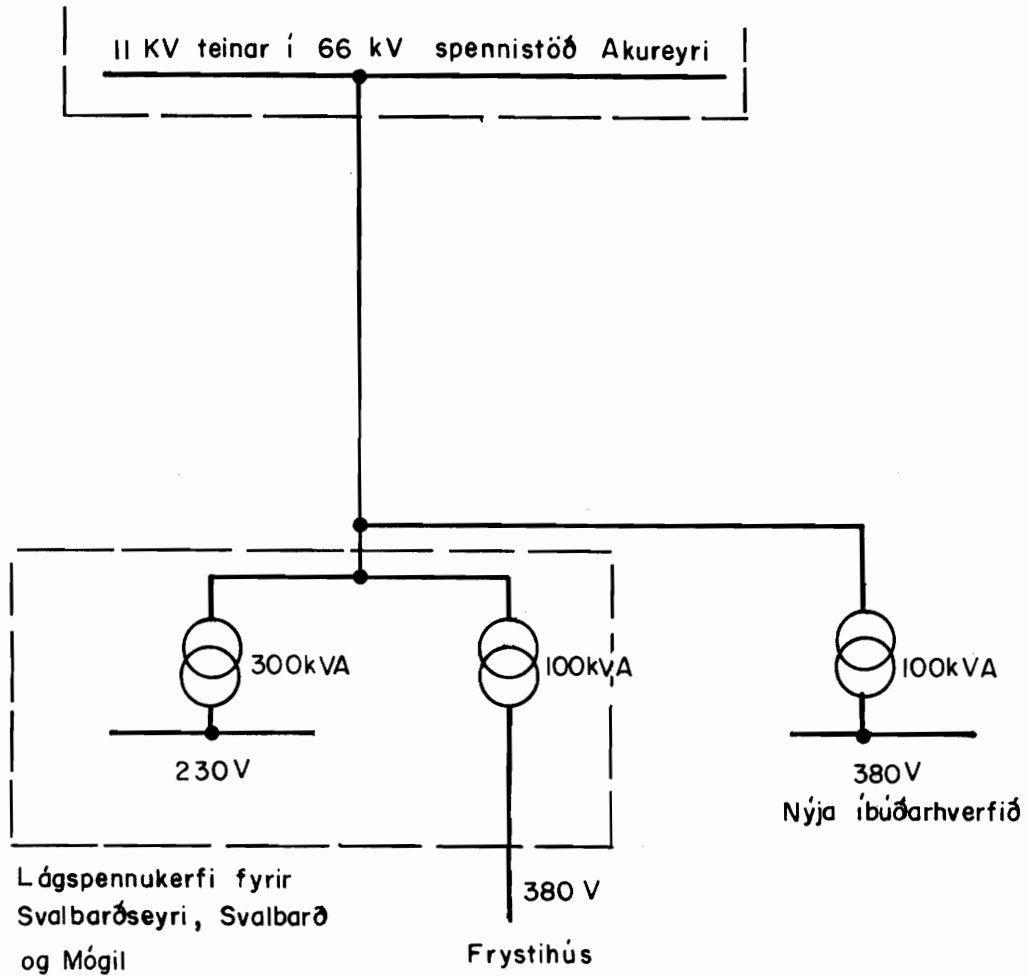 11 KV teinar í 66 kV spennistöð Akureyri
300kVA
100kVA
100kVA
230V
380V
Nýja íbúðarhverfið
Lágspennukerfi fyrir
Svalbarðseyri, Svalbarð
og Mógil
380 V
Frystihús